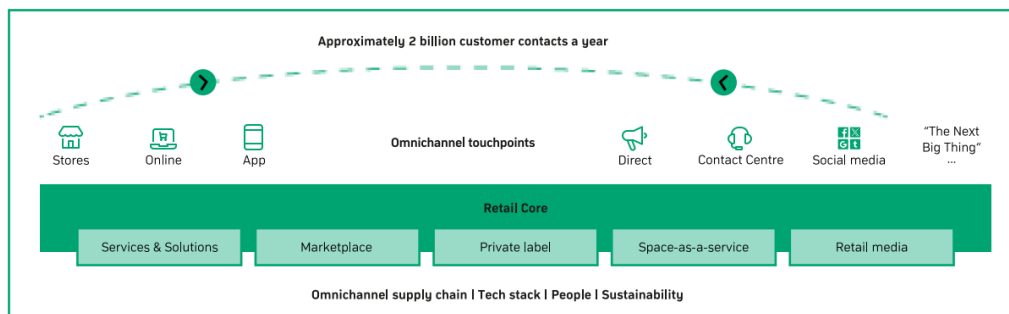 Approximately 2 billion customer contacts a year
Stores
Online
App
Omnichannel touchpoints
Direct
Contact Centre
Social media
“The Next
Big Thing”
...
Retail Core
Services & Solutions
Marketplace
Private label
Space-as-a-service
Retail media
Omnichannel supply chain | Tech stack | People | Sustainability